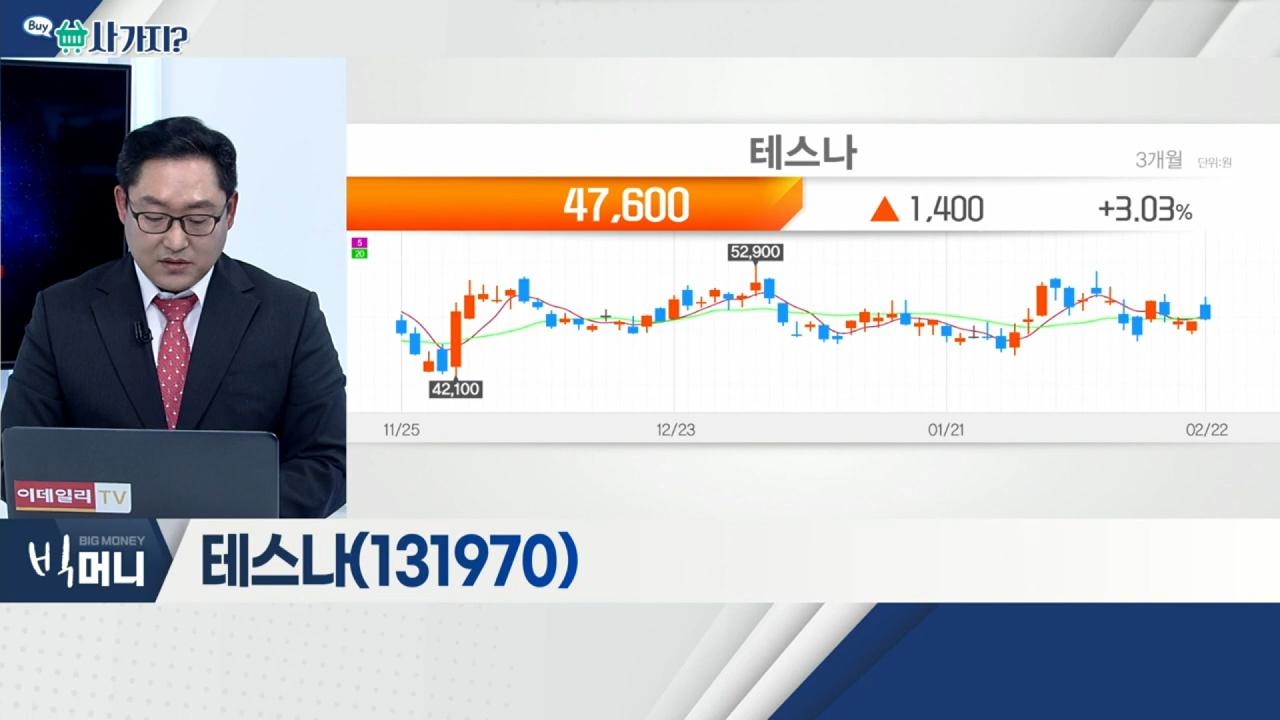 Buy 사가지?
테스나
3개월 단위:원
47,600 ▲ 1,400 +3.03%
5
20
52,900
42,100
11/25 12/23 01/21 02/22
이데일리 TV
BIG MONEY
빅머니
테스나(131970)